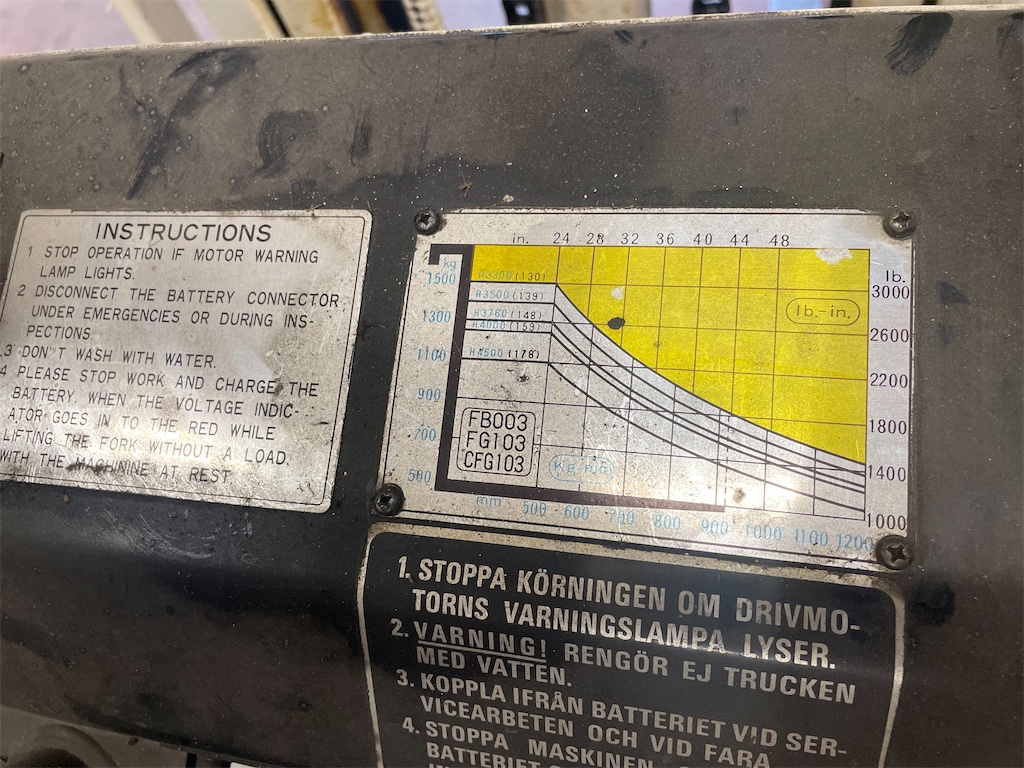 INSTRUCTIONS
1 STOP OPERATION IF MOTOR WARNING
LAMP LIGHTS.
2 DISCONNECT THE BATTERY CONNECTOR
UNDER EMERGENCIES OR DURING INS-
PECTIONS
3 DON'T WASH WITH WATER.
4 PLEASE STOP WORK AND CHARGE THE
BATTERY, WHEN THE VOLTAGE INDIC-
ATOR GOES IN TO THE RED WHILE
LIFTING THE FORK WITHOUT A LOAD,
WITH THE MACHININE AT REST
in. 24 28 32 36 40 44 48
kg
1500
1300
1100
900
700
500
H3300 (130)
H3500 (139)
H3760 (148)
H4000 (159)
H4500 (178)
lb.-in.
FB003
FG103
CFG103
lb.
3000
2600
2200
1800
1400
1000
mm 500 600 700 800 900 1000 1100 1200
1. STOPPA KÖRNINGEN OM DRIVMO-
TORNS VARNINGSLAMPA LYSER.
2. VARNING! RENGÖR EJ TRUCKEN
MED VATTEN.
3. KOPPLA IFRÅN BATTERIET VID SER-
VICEARBETEN OCH VID FARA
4. STOPPA MASKINEN
BATTERIET